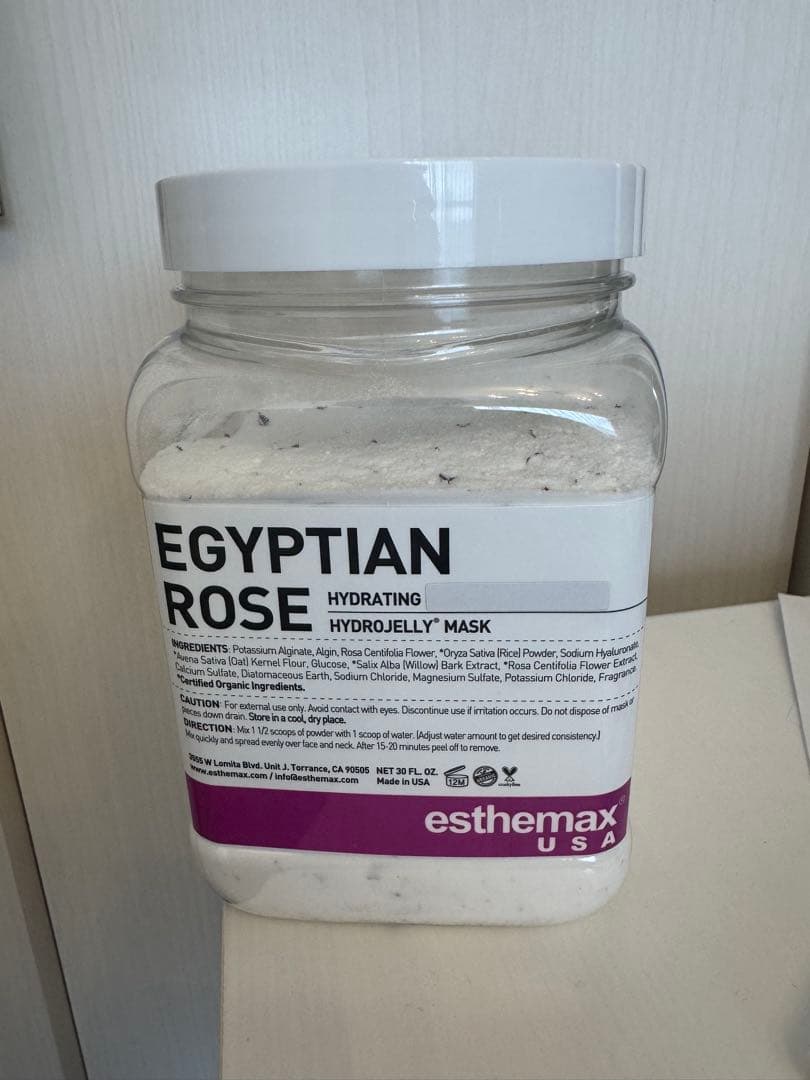 EGYPTIAN
ROSE HYDRATING
HYDROJELLY® MASK
INGREDIENTS: Potassium Alginate, Algin, Rosa Centifolia Flower, *Oryza Sativa (Rice) Powder, Sodium Hyaluronate,
*Avena Sativa (Oat) Kernel Flour, Glucose, *Salix Alba (Willow) Bark Extract, *Rosa Centifolia Flower Extract,
Calcium Sulfate, Diatomaceous Earth, Sodium Chloride, Magnesium Sulfate, Potassium Chloride, Fragrance.
*Certified Organic Ingredients.
CAUTION: For external use only. Avoid contact with eyes. Discontinue use if irritation occurs. Do not dispose of mask or
pieces down drain. Store in a cool, dry place.
DIRECTION: Mix 1 1/2 scoops of powder with 1 scoop of water. (Adjust water amount to get desired consistency.)
Mix quickly and spread evenly over face and neck. After 15-20 minutes peel off to remove.
W Lomita Blvd. Unit J. Torrance, CA 90505 NET 30 FL. OZ.
www.esthemax.com / info@esthemax.com Made in USA
12M
crueltyfree
esthemax®
USA